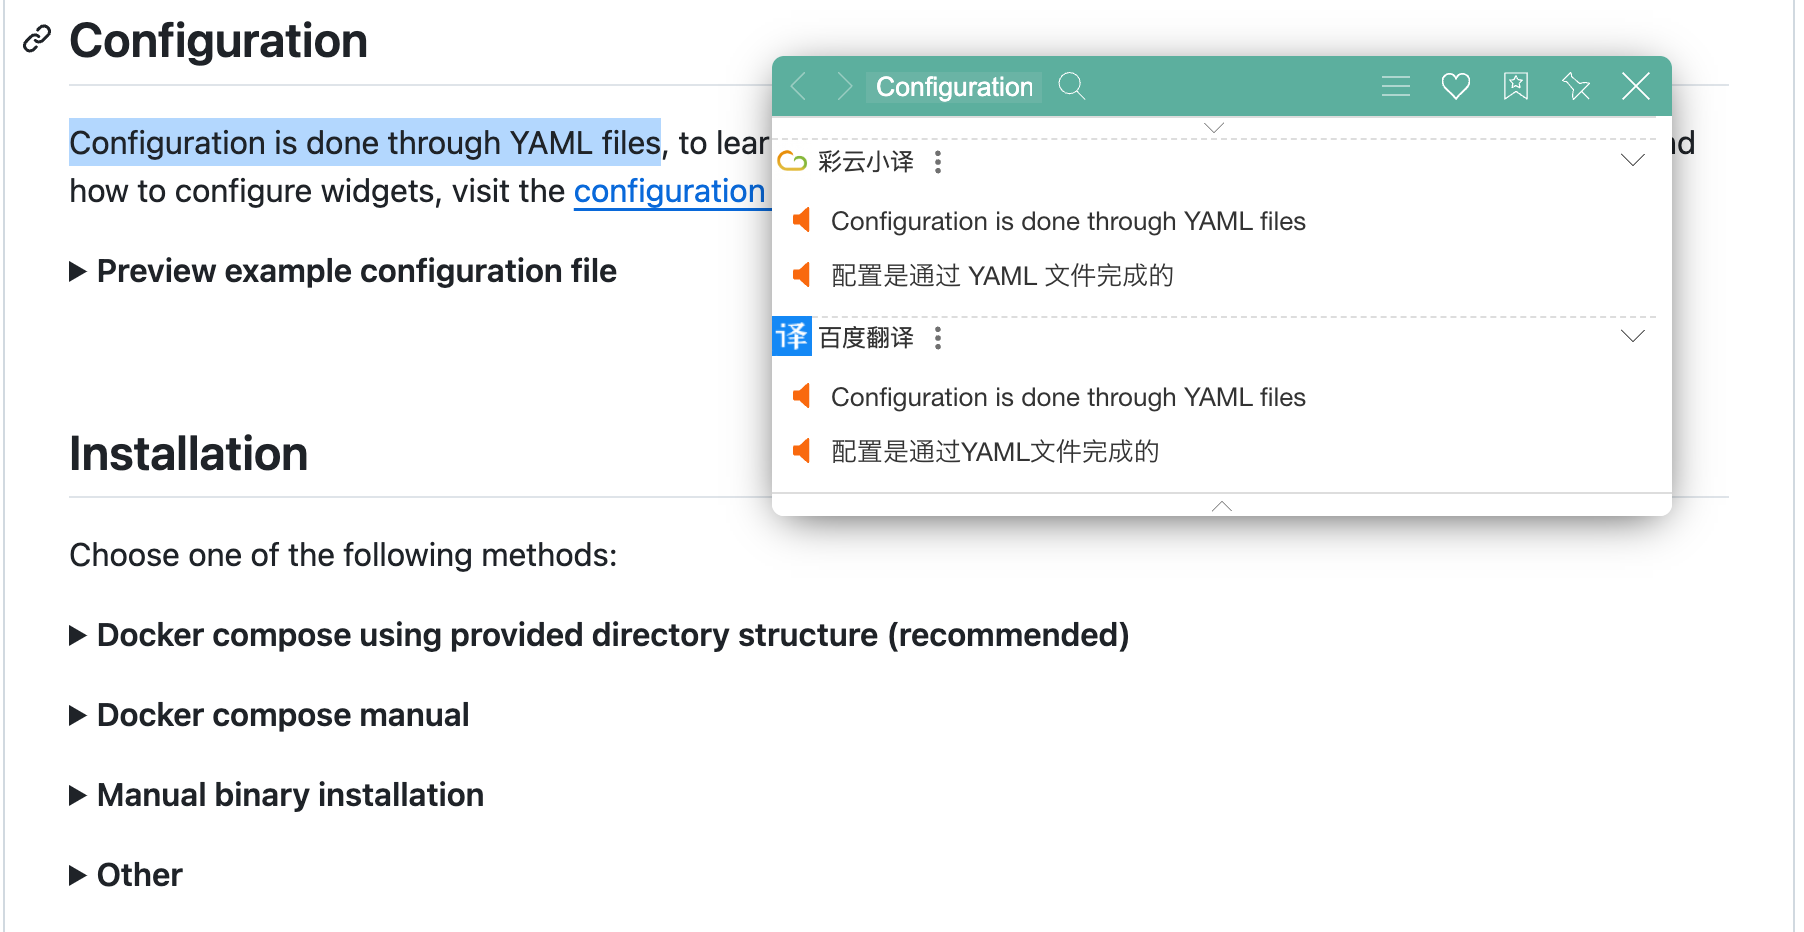 Configuration
Configuration is done through YAML files, to
how to configure widgets, visit the configuration
Preview example configuration file
Configuration
彩云小译
Configuration is done through YAML files
配置是通过 YAML 文件完成的
译 百度翻译
Configuration is done through YAML files
配置是通过YAML文件完成的
Installation
Choose one of the following methods:
Docker compose using provided directory structure (recommended)
Docker compose manual
Manual binary installation
Other